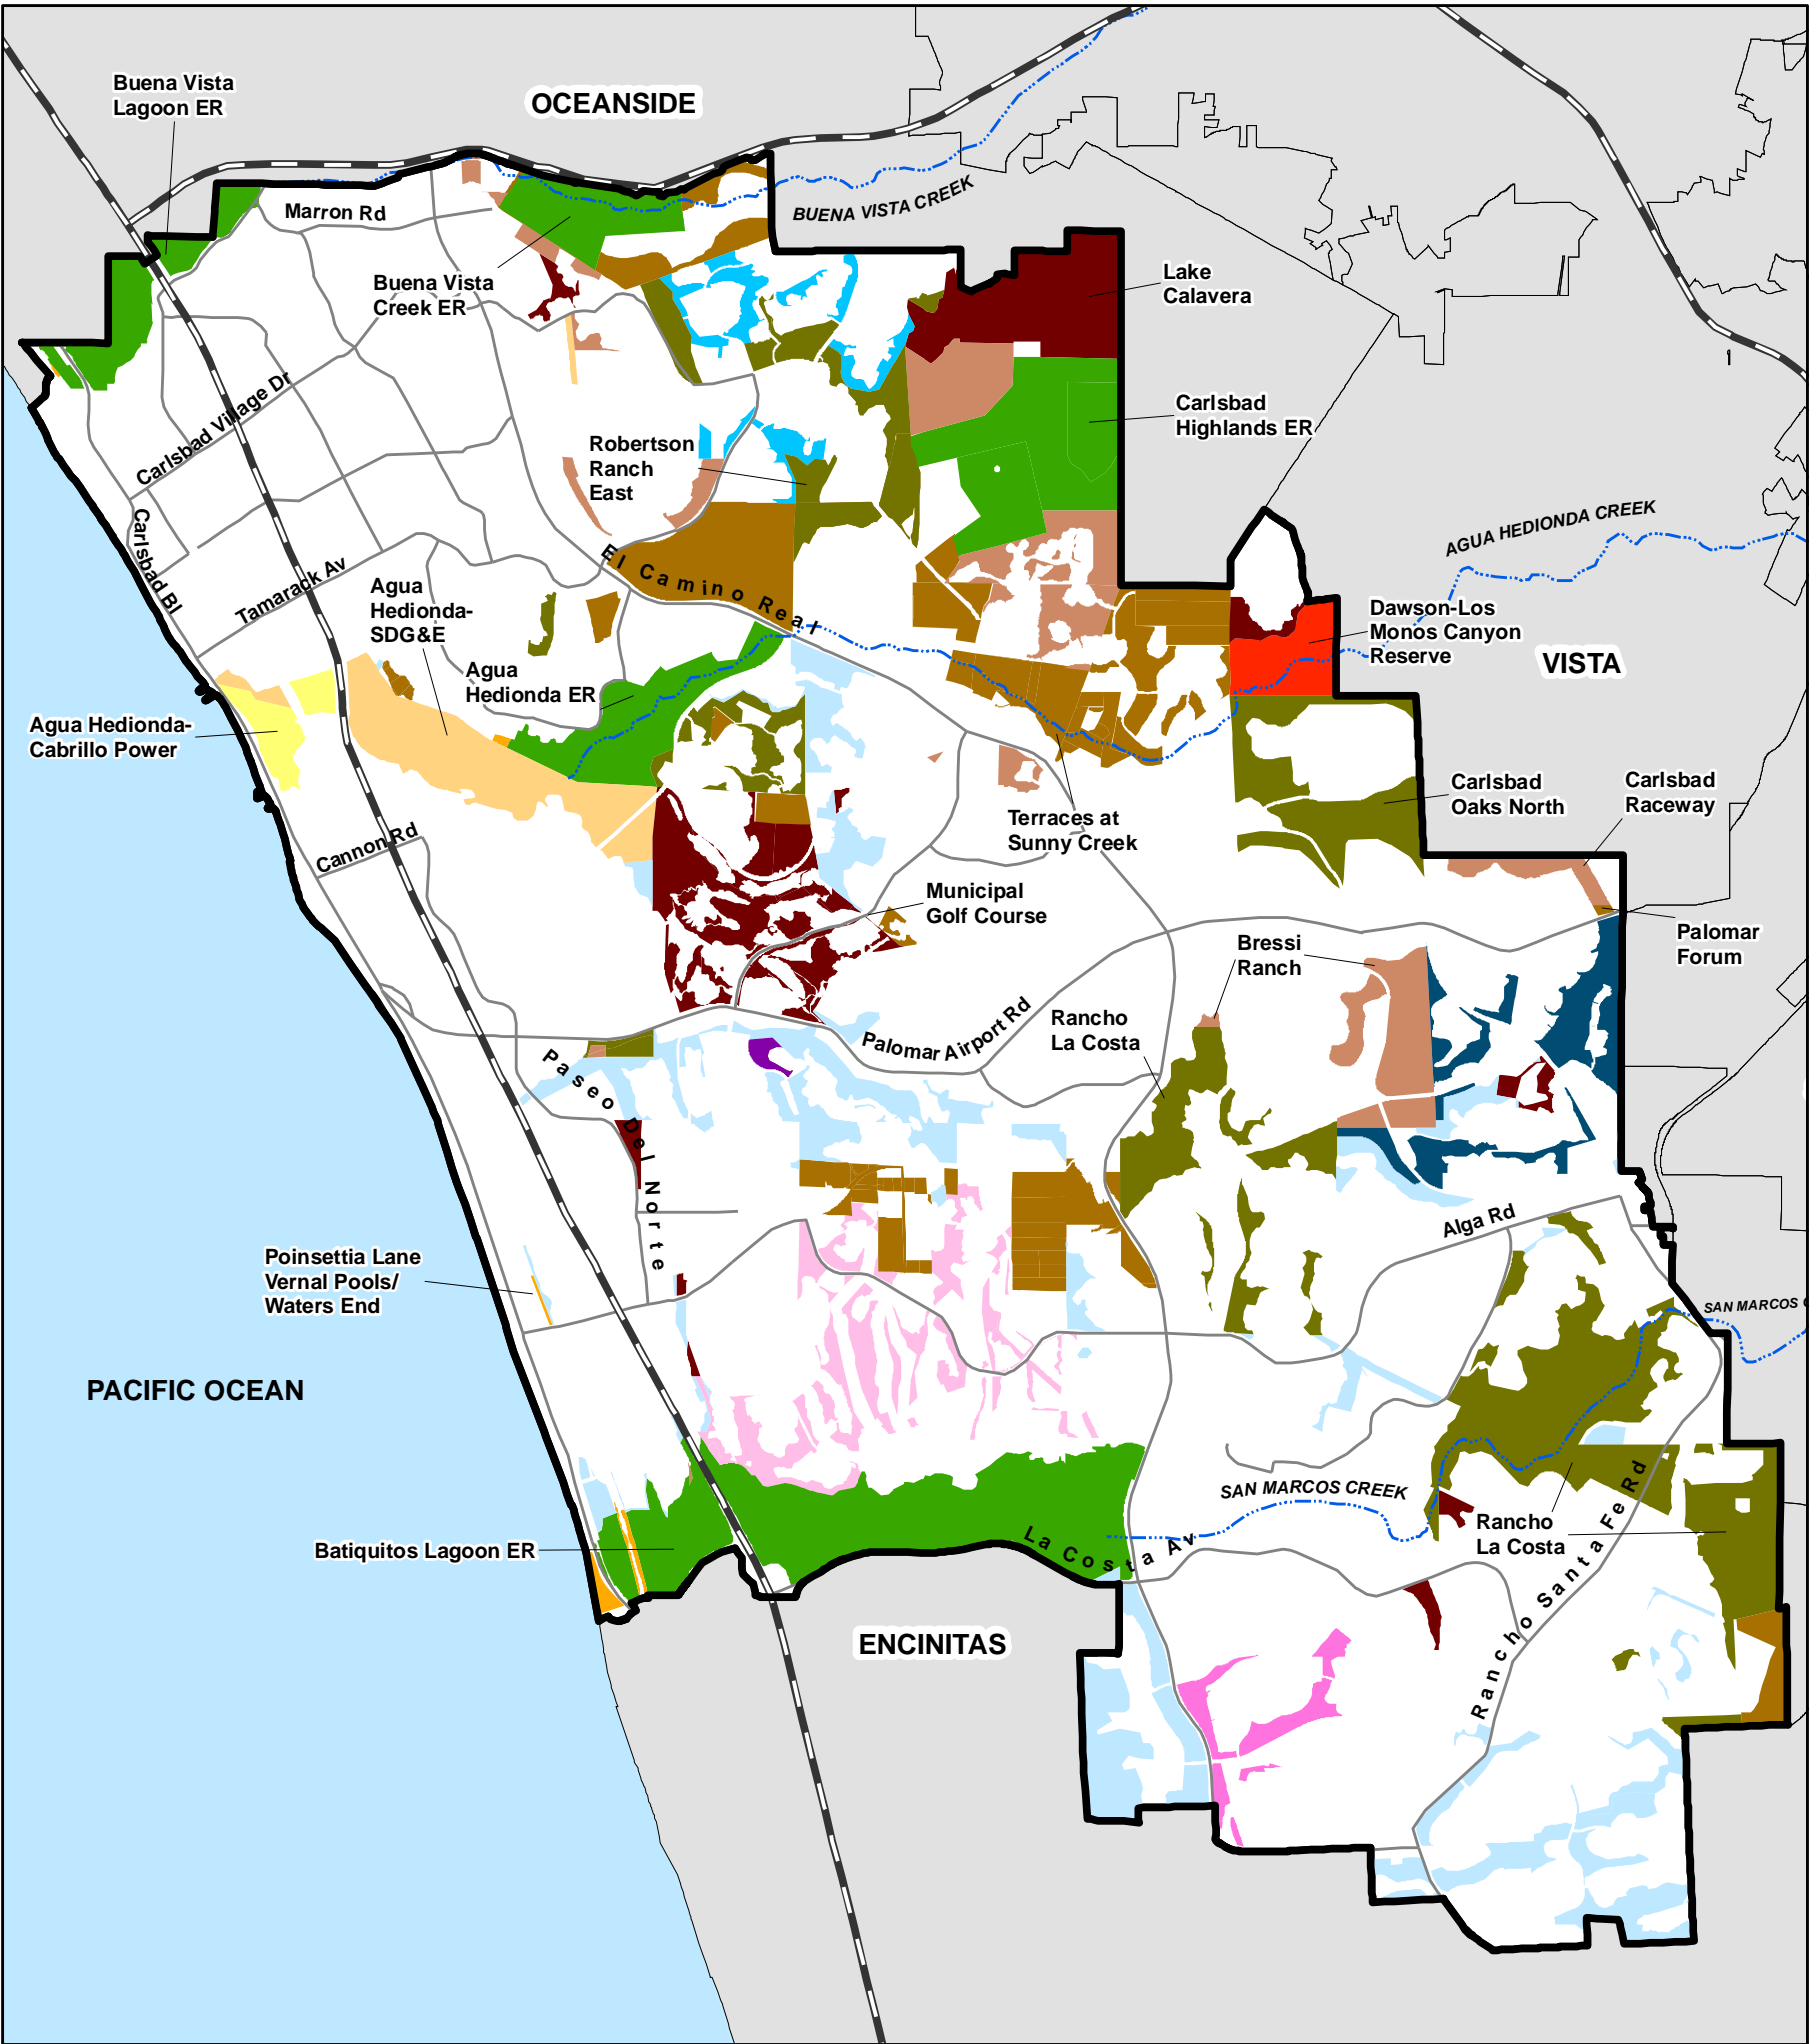 Buena Vista
Lagoon ER
OCEANSIDE
Marron Rd
BUENA VISTA CREEK
Buena Vista
Creek ER
Lake
Calavera
Carlsbad Village Dr
Carlsbad
Highlands ER
Robertson
Ranch
East
Carlsbad Bl
El Camino Real
AGUA HEDIONDA CREEK
Tamarack Av
Agua
Hedionda-
SDG&E
Dawson-Los
Monos Canyon
Reserve
VISTA
Agua
Hedionda ER
Agua Hedionda-
Cabrillo Power
Carlsbad
Oaks North
Carlsbad
Raceway
Terraces at
Sunny Creek
Cannon Rd
Municipal
Golf Course
Palomar
Forum
Bressi
Ranch
Rancho
La Costa
Palomar Airport Rd
Paseo Del Norte
Alga Rd
Poinsettia Lane
Vernal Pools/
Waters End
SAN MARCOS C
PACIFIC OCEAN
SAN MARCOS CREEK
Rancho
La Costa
Batiquitos Lagoon ER
La Costa Av
Rancho Santa Fe Rd
ENCINITAS